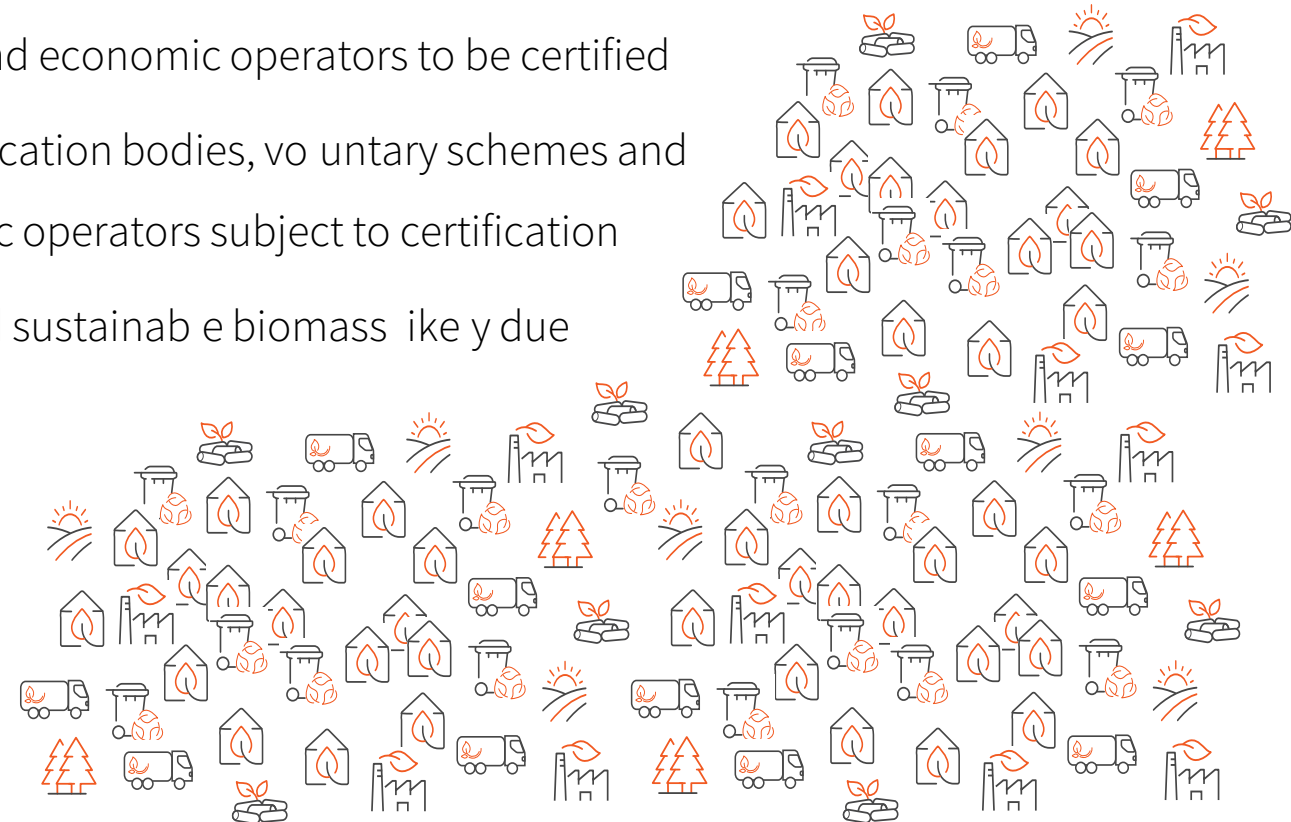 nd economic operators to be certified
cation bodies, vo untary schemes and
c operators subject to certification
sustainab e biomass ike y due